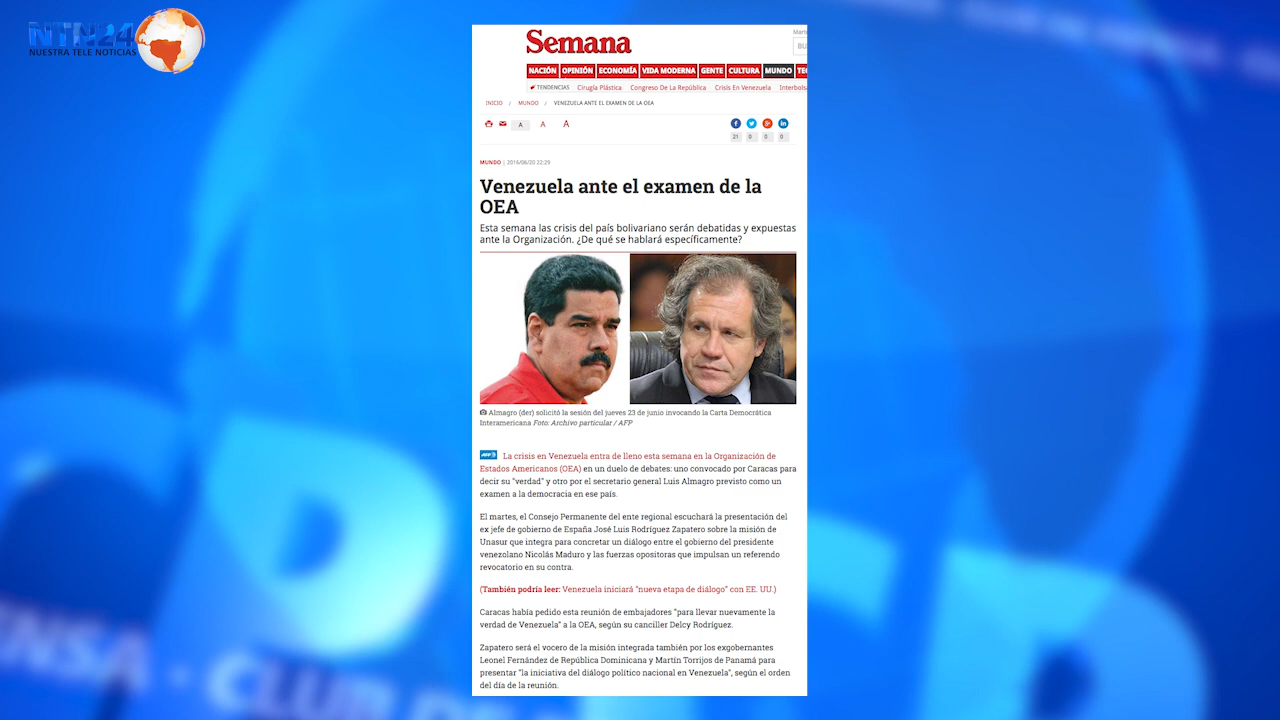 NTN24
NUESTRA TELE NOTICIAS
Semana
NACIÓN OPINIÓN ECONOMÍA VIDA MODERNA GENTE CULTURA MUNDO
TENDENCIAS Cirugía Plástica Congreso De La República Crisis En Venezuela
INICIO / MUNDO / VENEZUELA ANTE EL EXAMEN DE LA OEA
A A A
21 0 0 0
MUNDO | 2016/06/20 22:29
Venezuela ante el examen de la
OEA
Esta semana las crisis del país bolivariano serán debatidas y expuestas
ante la Organización. ¿De qué se hablará específicamente?
Almagro (der) solicitó la sesión del jueves 23 de junio invocando la Carta Democrática
Interamericana Foto: Archivo particular / AFP
AFP La crisis en Venezuela entra de lleno esta semana en la Organización de
Estados Americanos (OEA) en un duelo de debates: uno convocado por Caracas para
decir su "verdad" y otro por el secretario general Luis Almagro previsto como un
examen a la democracia en ese país.
El martes, el Consejo Permanente del ente regional escuchará la presentación del
ex jefe de gobierno de España José Luis Rodríguez Zapatero sobre la misión de
Unasur que integra para concretar un diálogo entre el gobierno del presidente
venezolano Nicolás Maduro y las fuerzas opositoras que impulsan un referendo
revocatorio en su contra.
(También podría leer: Venezuela iniciará "nueva etapa de diálogo" con EE. UU.)
Caracas había pedido esta reunión de embajadores "para llevar nuevamente la
verdad de Venezuela" a la OEA, según su canciller Delcy Rodríguez.
Zapatero será el vocero de la misión integrada también por los exgobernantes
Leonel Fernández de República Dominicana y Martín Torrijos de Panamá para
presentar "la iniciativa del diálogo político nacional en Venezuela", según el orden
del día de la reunión.